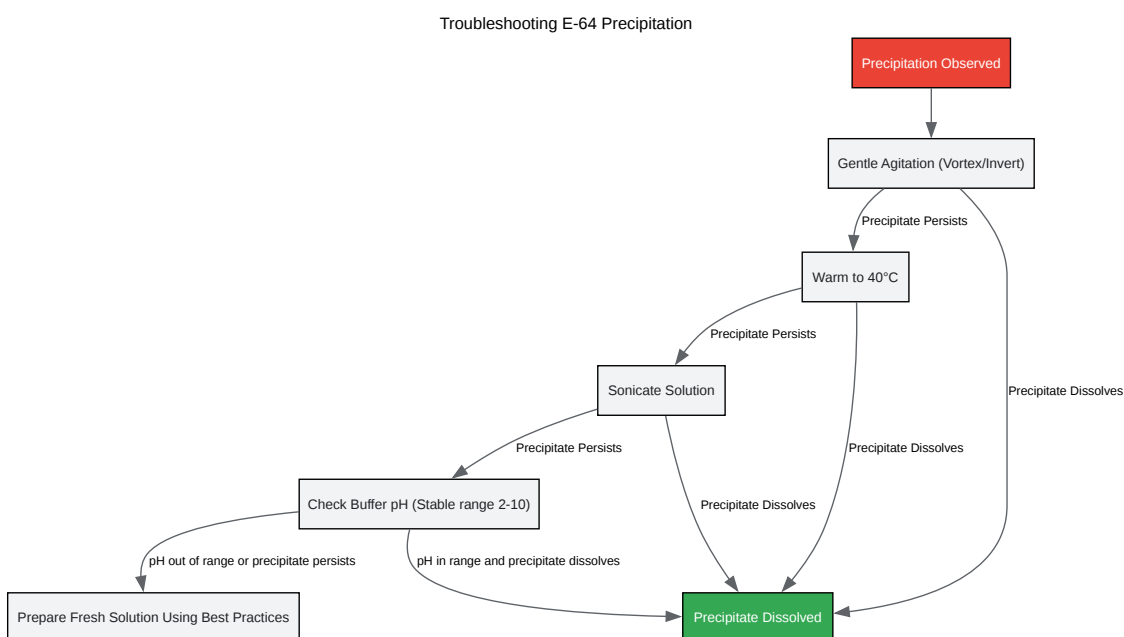 Troubleshooting E-64 Precipitation
Precipitation Observed
Gentle Agitation (Vortex/Invert)
Precipitate Persists
Warm to 40°C
Precipitate Persists
Sonicate Solution
Precipitate Dissolves
Precipitate Persists
Precipitate Dissolves
Check Buffer pH (Stable range 2-10)
Precipitate Dissolves
pH out of range or precipitate persists
pH in range and precipitate dissolves
Prepare Fresh Solution Using Best Practices
Precipitate Dissolved